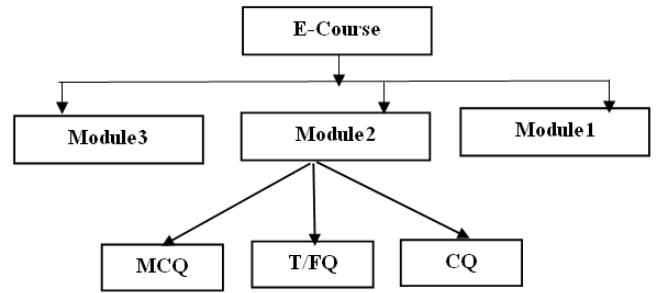 E-Course
Module3
Module2
Module1
MCQ
T/FQ
CQ